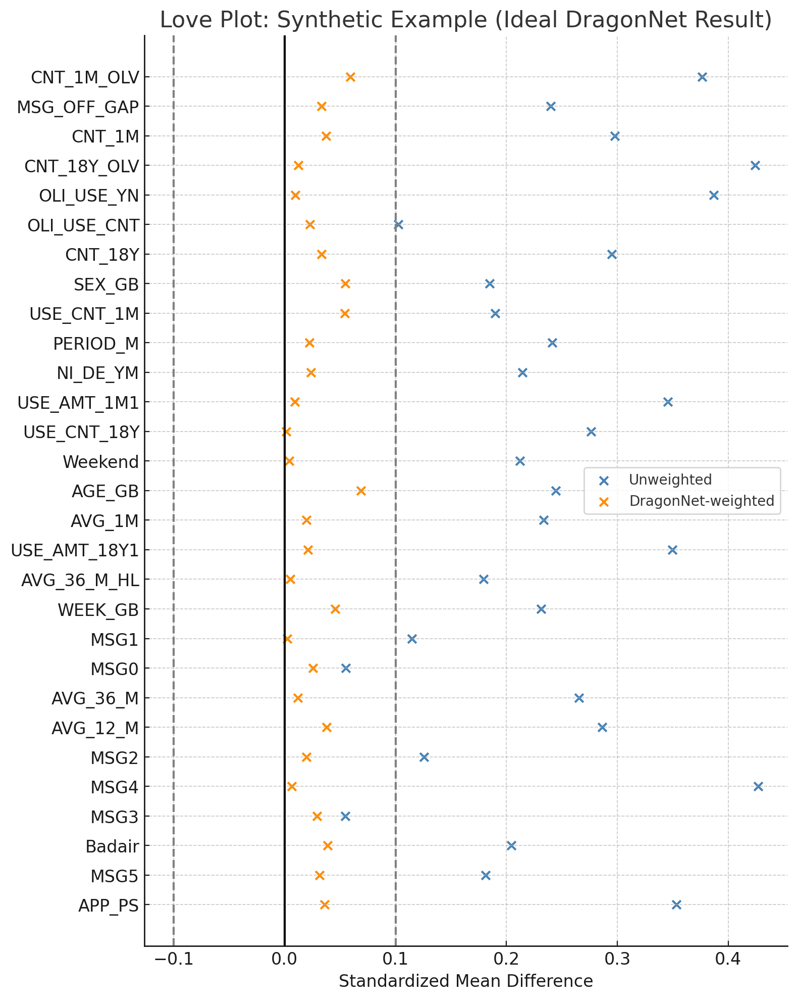 Love Plot: Synthetic Example (Ideal DragonNet Result)
CNT_1M_OLV
MSG_OFF_GAP
CNT_1M
CNT_18Y_OLV
OLI_USE_YN
OLI_USE_CNT
CNT_18Y
SEX_GB
USE_CNT_1M
PERIOD_M
NI_DE_YM
USE_AMT_1M1
USE_CNT_18Y
Weekend
AGE_GB
AVG_1M
USE_AMT_18Y1
AVG_36_M_HL
WEEK_GB
MSG1
MSG0
AVG_36_M
AVG_12_M
MSG2
MSG4
MSG3
Badair
MSG5
APP_PS
Unweighted
DragonNet-weighted
−0.1 0.0 0.1 0.2 0.3 0.4
Standardized Mean Difference